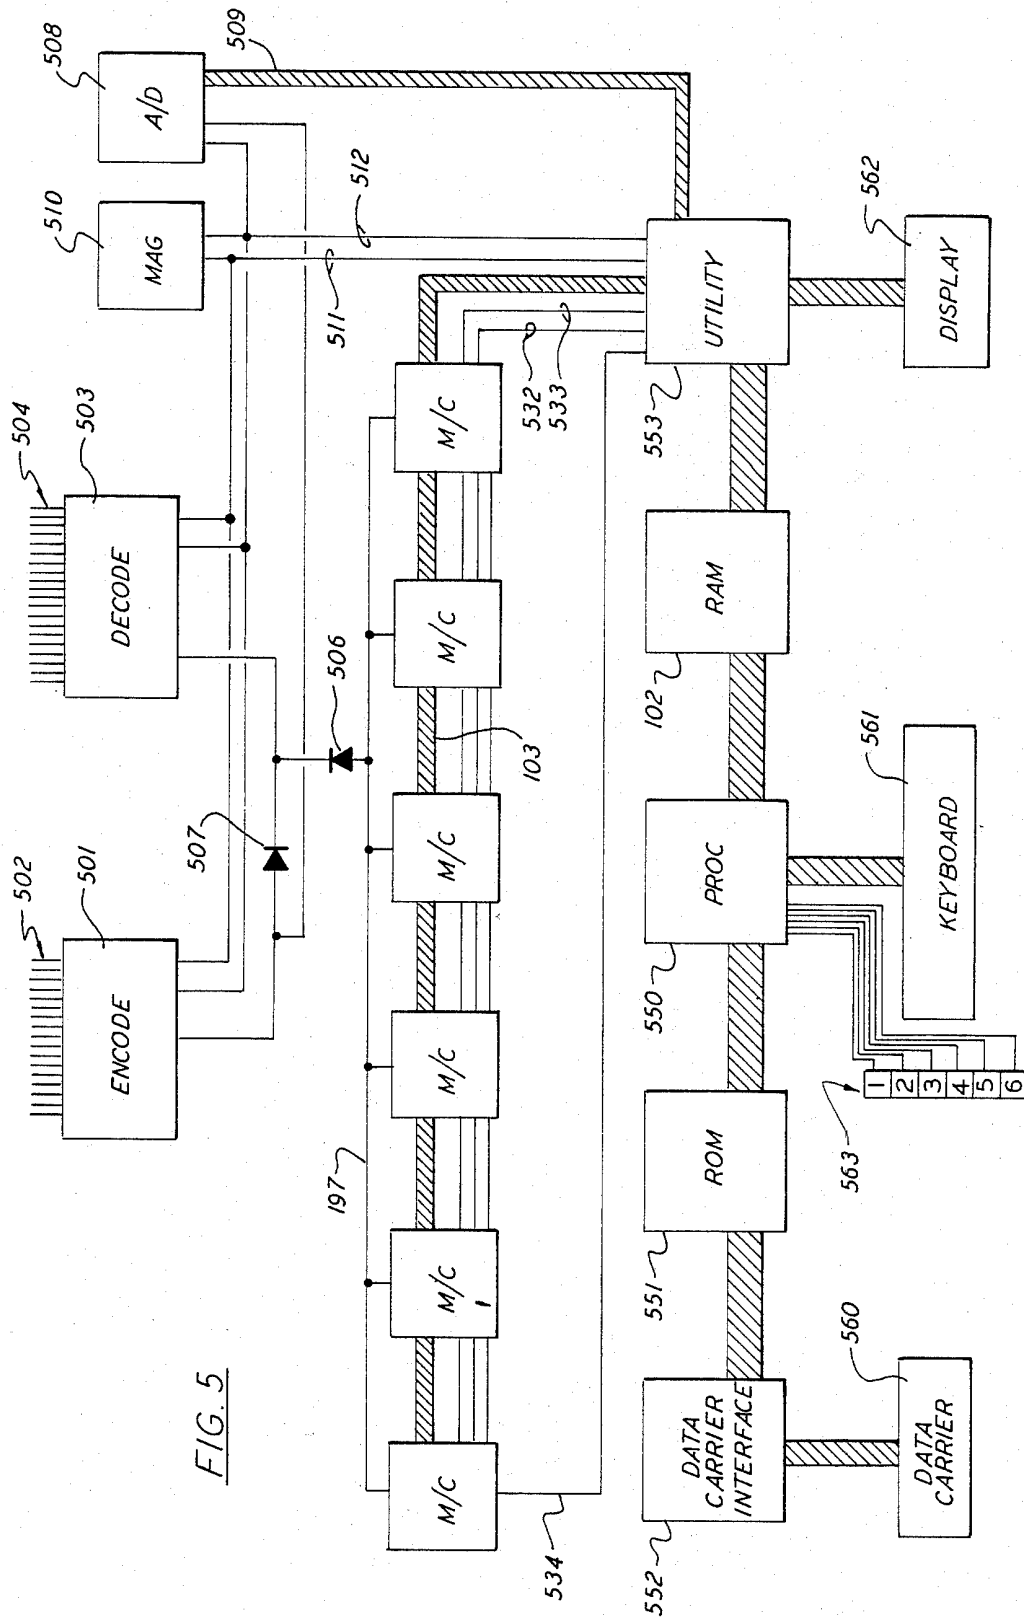 FIG. 5
502
501
ENCODE
504
503
DECODE
510
MAG
508
A/D
509
507
506
511
512
197
103
M/C
M/C
M/C
M/C
M/C
M/C
532
533
534
552
DATA
CARRIER
INTERFACE
551
ROM
550
PROC
102
RAM
553
UTILITY
560
DATA
CARRIER
563
1
2
3
4
5
6
561
KEYBOARD
562
DISPLAY